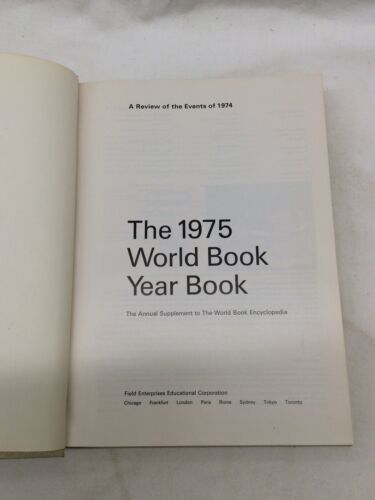 A Review of the Events of 1974
The 1975
World Book
Year Book
The Annual Supplement to The World Book Encyclopedia
Field Enterprises Educational Corporation
Chicago Frankfurt London Paris Rome Sydney Tokyo Toronto